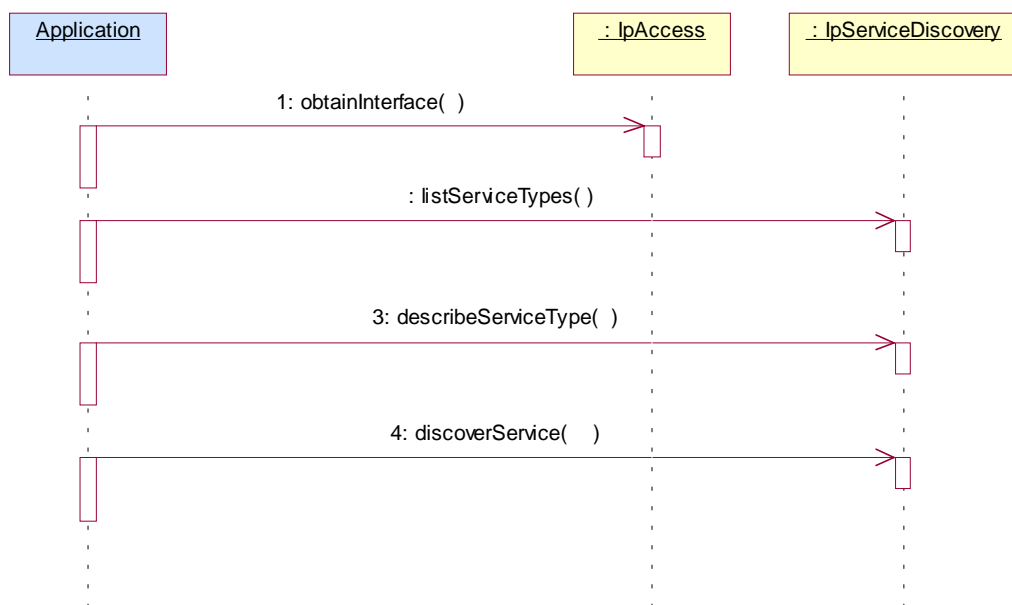 Application
: IpAccess
: IpServiceDiscovery
1: obtainInterface(  )
: listServiceTypes( )
3: describeServiceType(  )
4: discoverService(    )